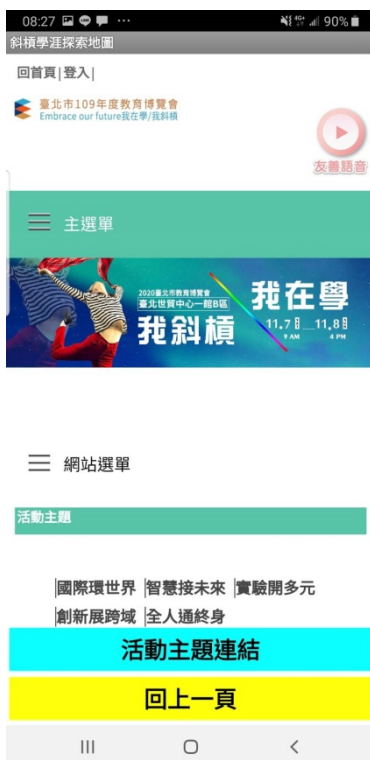 08:27 90%
斜槓學涯探索地圖
回首頁|登入|
臺北市109年度教育博覽會
Embrace our future我在學/我斜槓
友善語音
主選單
2020臺北市教育博覽會
臺北世貿中心一館B區
我在學
我斜槓
11.7 11.8
9 AM 4 PM
網站選單
活動主題
|國際環世界 |智慧接未來 |實驗開多元
|創新展跨域 |全人通終身
活動主題連結
回上一頁